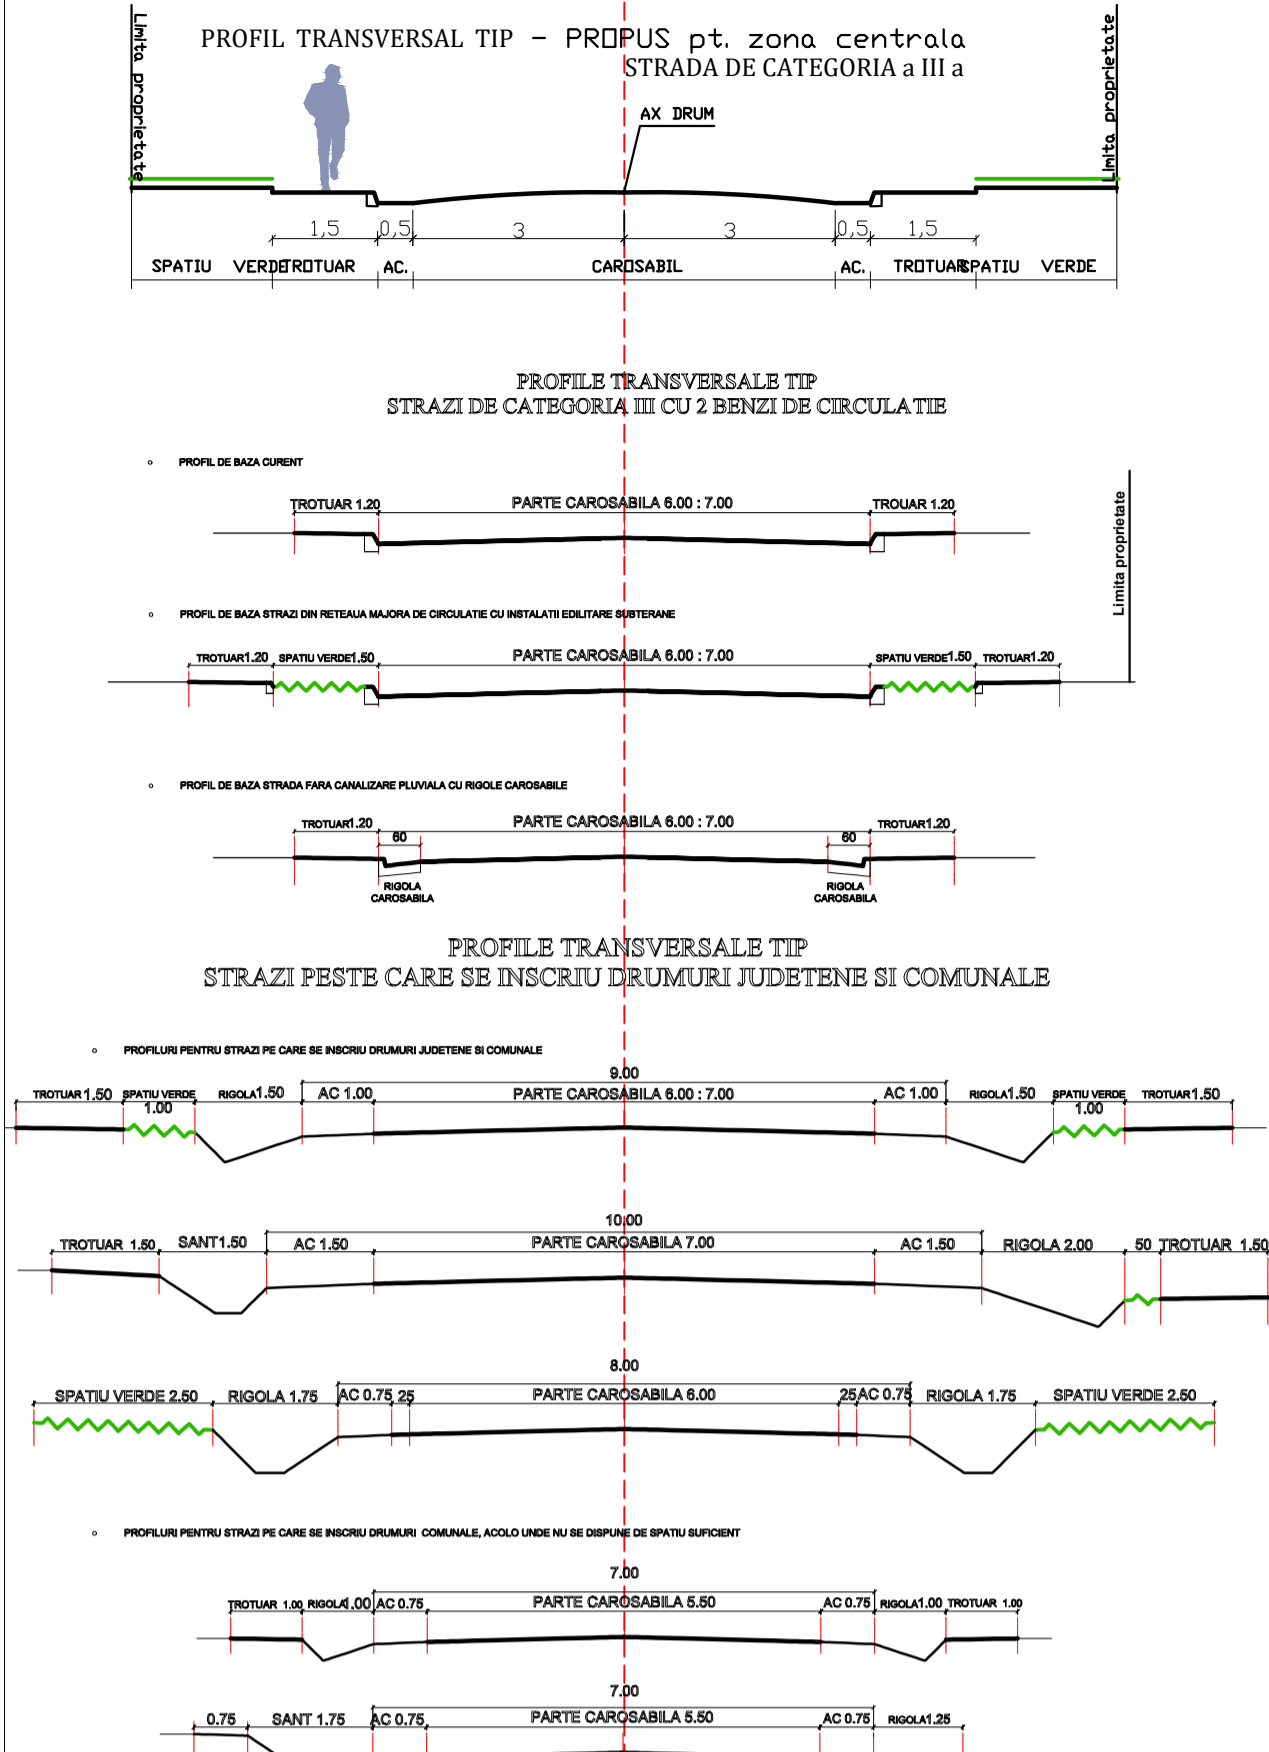 Limita proprietate
PROFIL TRANSVERSAL TIP - PROPUS pt. zona centrala
STRADA DE CATEGORIA a III a
Limita proprietate
AX DRUM
1,5 0,5 3 3 0,5 1,5
SPATIU VERDE TROTUAR AC. CAROSABIL AC. TROTUAR SPATIU VERDE
PROFILE TRANSVERSALE TIP
STRAZI DE CATEGORIA III CU 2 BENZI DE CIRCULATIE
PROFIL DE BAZA CURENT
TROTUAR 1.20 PARTE CAROSABILA 6.00 : 7.00 TROUAR 1.20
Limita proprietate
PROFIL DE BAZA STRAZI DIN RETEAUA MAJORA DE CIRCULATIE CU INSTALATII EDILITARE SUBTERANE
TROTUAR1.20 SPATIU VERDE1.50 PARTE CAROSABILA 6.00 : 7.00 SPATIU VERDE1.50 TROTUAR1.20
PROFIL DE BAZA STRADA FARA CANALIZARE PLUVIALA CU RIGOLE CAROSABILE
TROTUAR1.20 PARTE CAROSABILA 6.00 : 7.00 TROTUAR1.20
60 60
RIGOLA CAROSABILA RIGOLA CAROSABILA
PROFILE TRANSVERSALE TIP
STRAZI PESTE CARE SE INSCRIU DRUMURI JUDETENE SI COMUNALE
PROFILURI PENTRU STRAZI PE CARE SE INSCRIU DRUMURI JUDETENE SI COMUNALE
9.00
TROTUAR 1.50 SPATIU VERDE 1.00 RIGOLA1.50 AC 1.00 PARTE CAROSABILA 6.00 : 7.00 AC 1.00 RIGOLA1.50 SPATIU VERDE 1.00 TROTUAR1.50
10.00
TROTUAR 1.50 SANT1.50 AC 1.50 PARTE CAROSABILA 7.00 AC 1.50 RIGOLA 2.00 50 TROTUAR 1.50
8.00
SPATIU VERDE 2.50 RIGOLA 1.75 AC 0.75 25 PARTE CAROSABILA 6.00 25 AC 0.75 RIGOLA 1.75 SPATIU VERDE 2.50
PROFILURI PENTRU STRAZI PE CARE SE INSCRIU DRUMURI COMUNALE, ACOLO UNDE NU SE DISPUNE DE SPATIU SUFICIENT
7.00
TROTUAR 1.00 RIGOLA1.00 AC 0.75 PARTE CAROSABILA 5.50 AC 0.75 RIGOLA1.00 TROTUAR 1.00
7.00
0.75 SANT 1.75 AC 0.75 PARTE CAROSABILA 5.50 AC 0.75 RIGOLA1.25